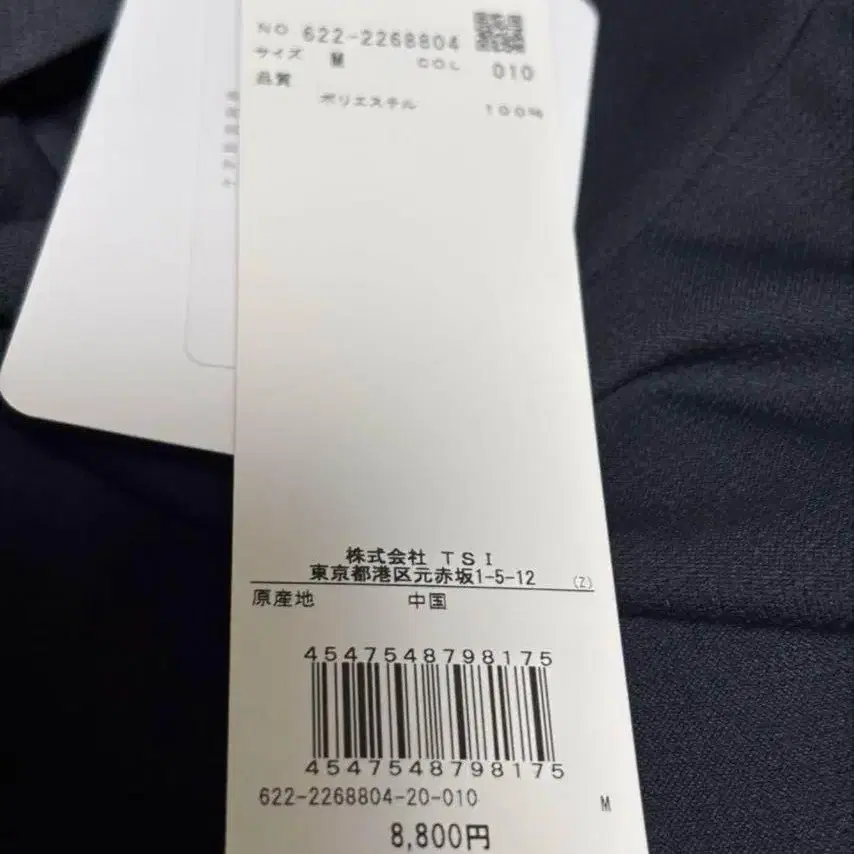 NO 622-2268804
サイズ M COL 010
品質
ポリエステル 100%
株式会社 TSI
東京都港区元赤坂1-5-12 (Z)
原産地 中国
4547548798175
4547548798175
622-2268804-20-010 M
8,800円